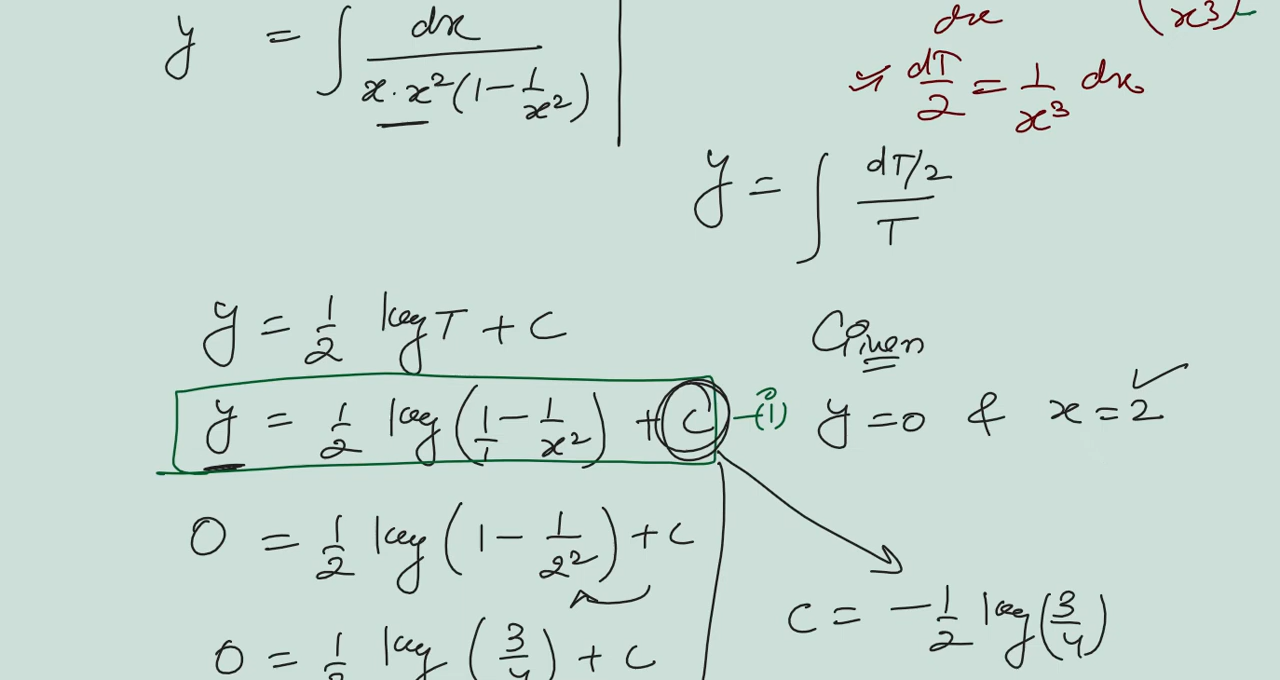 y = ∫ dx / x·x²(1 − 1/x²)
dx (x³)
dT/2 = 1/x³ dx
y = ∫ dT/2 / T
y = 1/2 log T + C
Given
y = 1/2 log(1/1 − 1/x²) + C —(i)
y = 0 & x = 2
0 = 1/2 log(1 − 1/2²) + C
C = −1/2 log(3/4)
0 = 1/2 log(3/4) + C